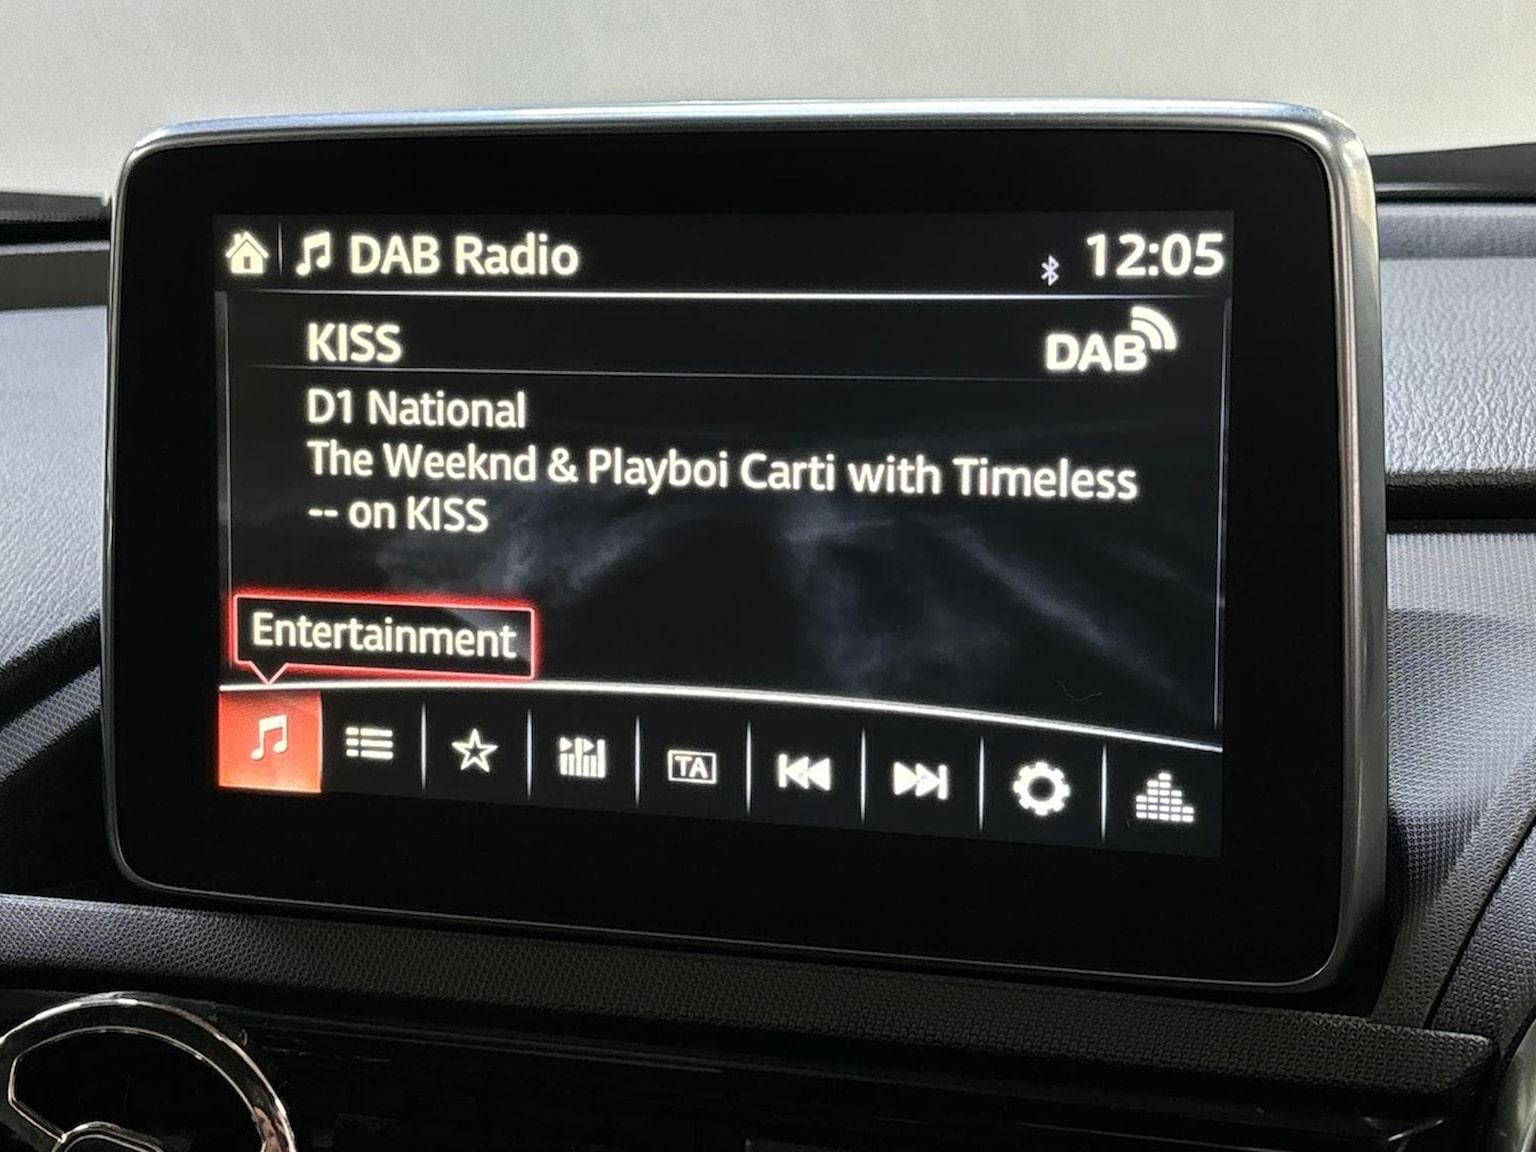 DAB Radio
12:05
KISS
DAB
D1 National
The Weeknd & Playboi Carti with Timeless
-- on KISS
Entertainment
TA